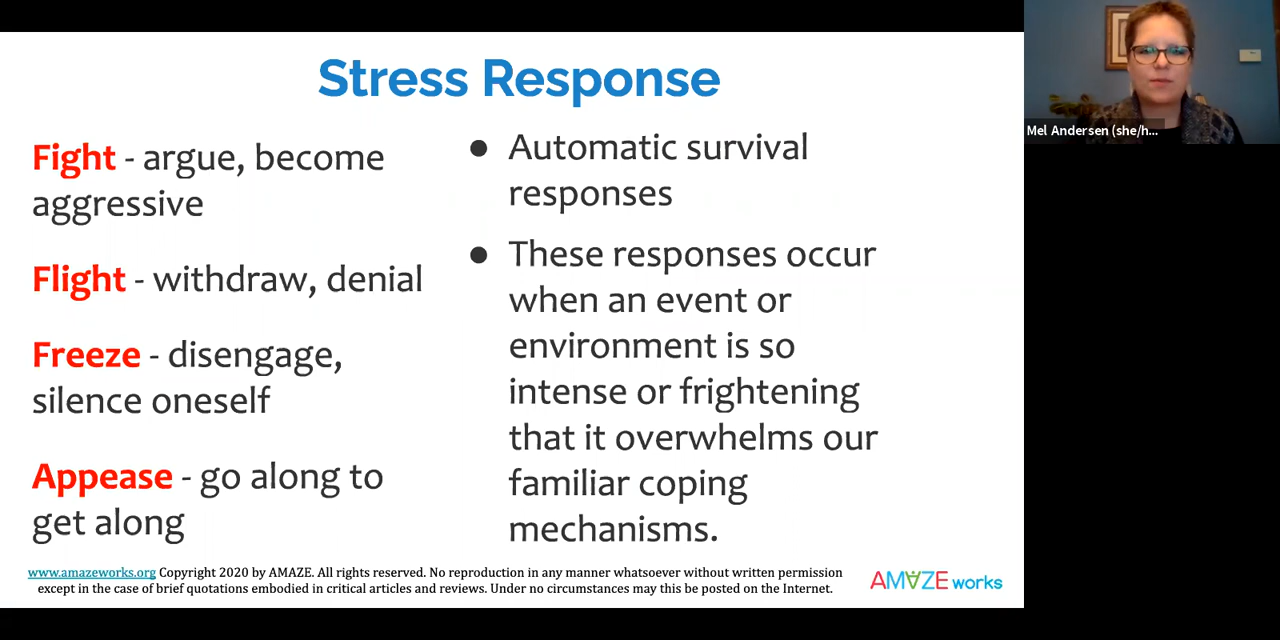 Stress Response
Fight - argue, become
aggressive
Flight - withdraw, denial
Freeze - disengage,
silence oneself
Appease - go along to
get along
● Automatic survival
responses
● These responses occur
when an event or
environment is so
intense or frightening
that it overwhelms our
familiar coping
mechanisms.
www.amazeworks.org Copyright 2020 by AMAZE. All rights reserved. No reproduction in any manner whatsoever without written permission
except in the case of brief quotations embodied in critical articles and reviews. Under no circumstances may this be posted on the Internet.
AMAZE works
Mel Andersen (she/h...